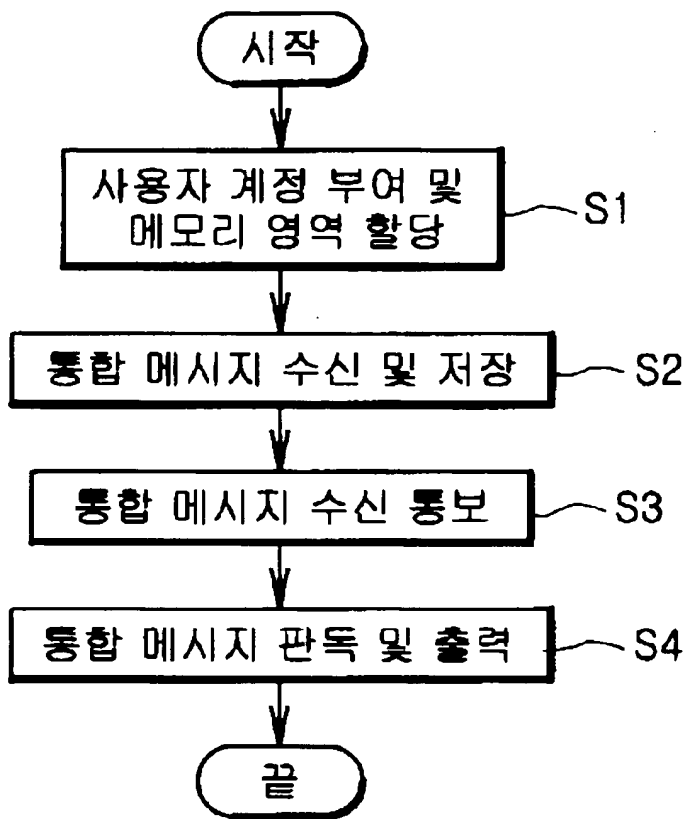 시작
사용자 계정 부여 및
메모리 영역 할당
S1
통합 메시지 수신 및 저장
S2
통합 메시지 수신 통보
S3
통합 메시지 판독 및 출력
S4
끝